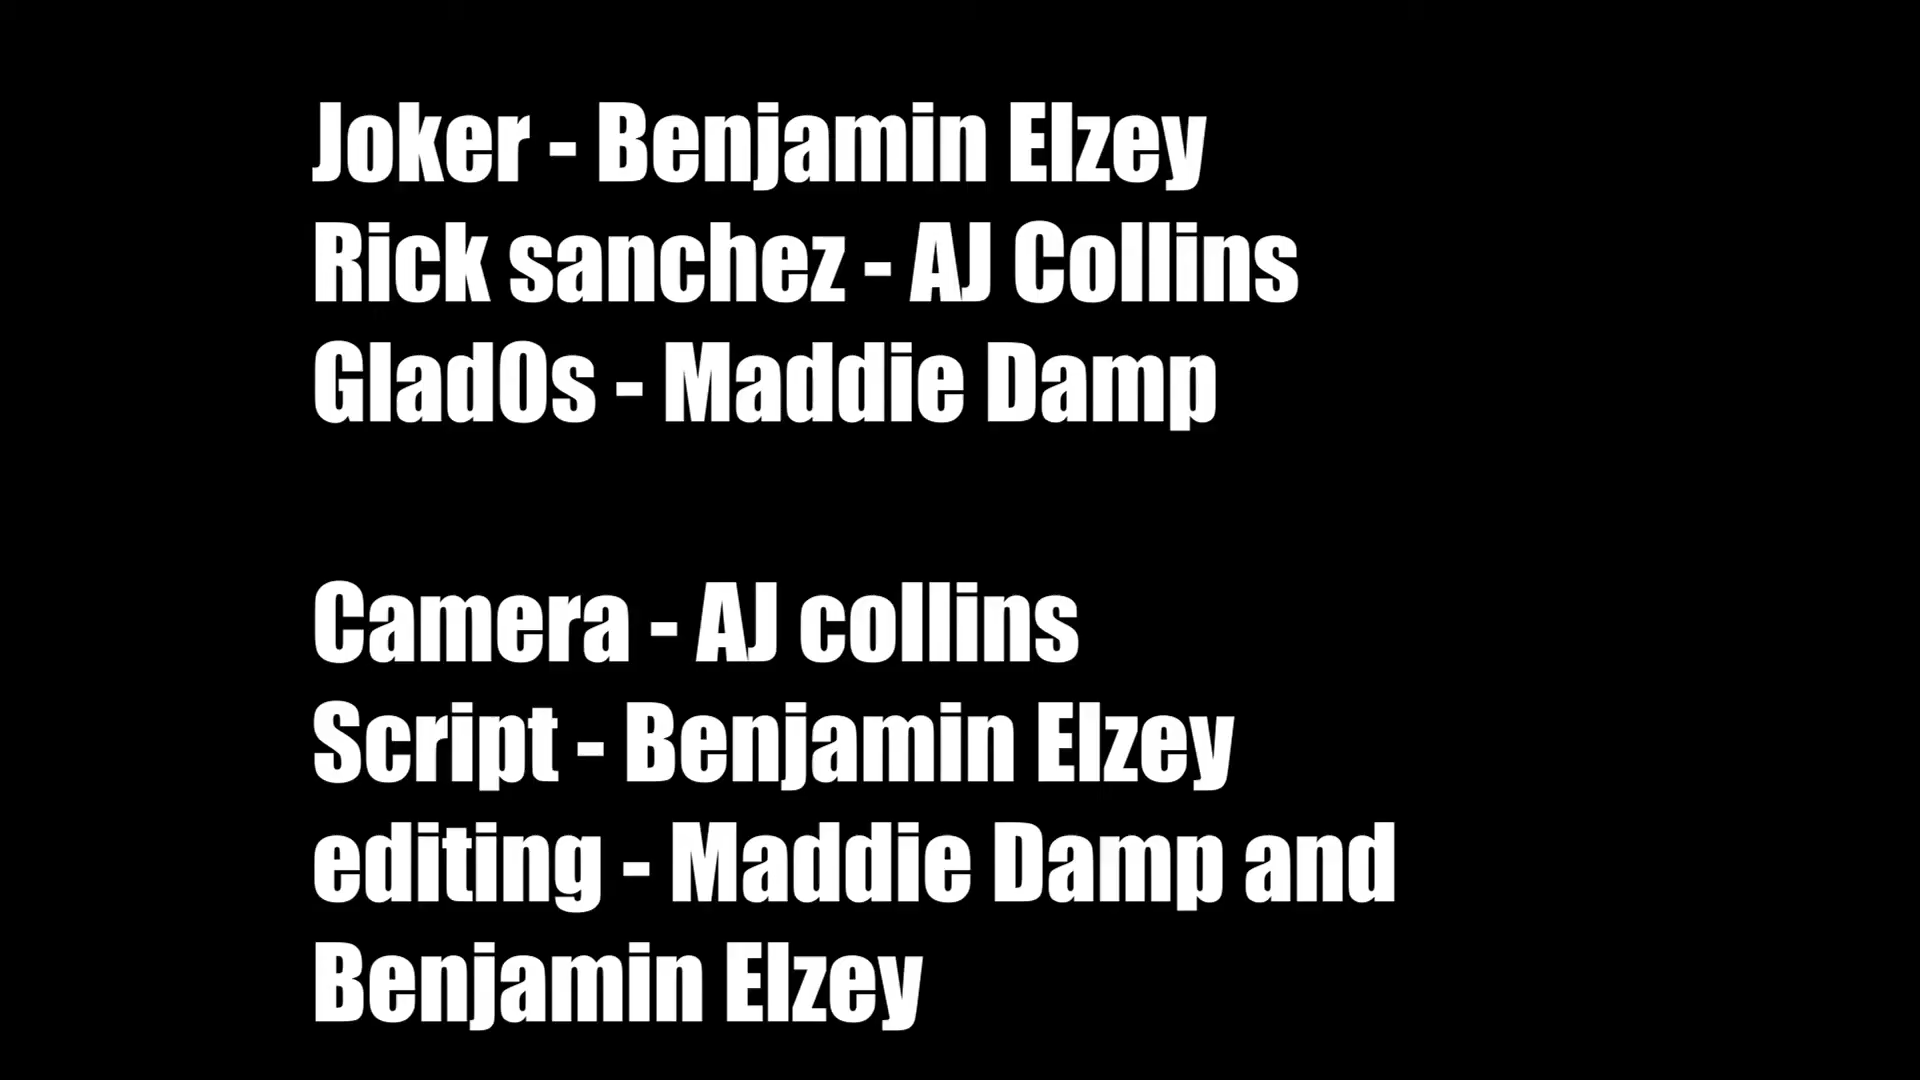 Joker - Benjamin Elzey
Rick sanchez - AJ Collins
GladOs - Maddie Damp
Camera - AJ collins
Script - Benjamin Elzey
editing - Maddie Damp and
Benjamin Elzey